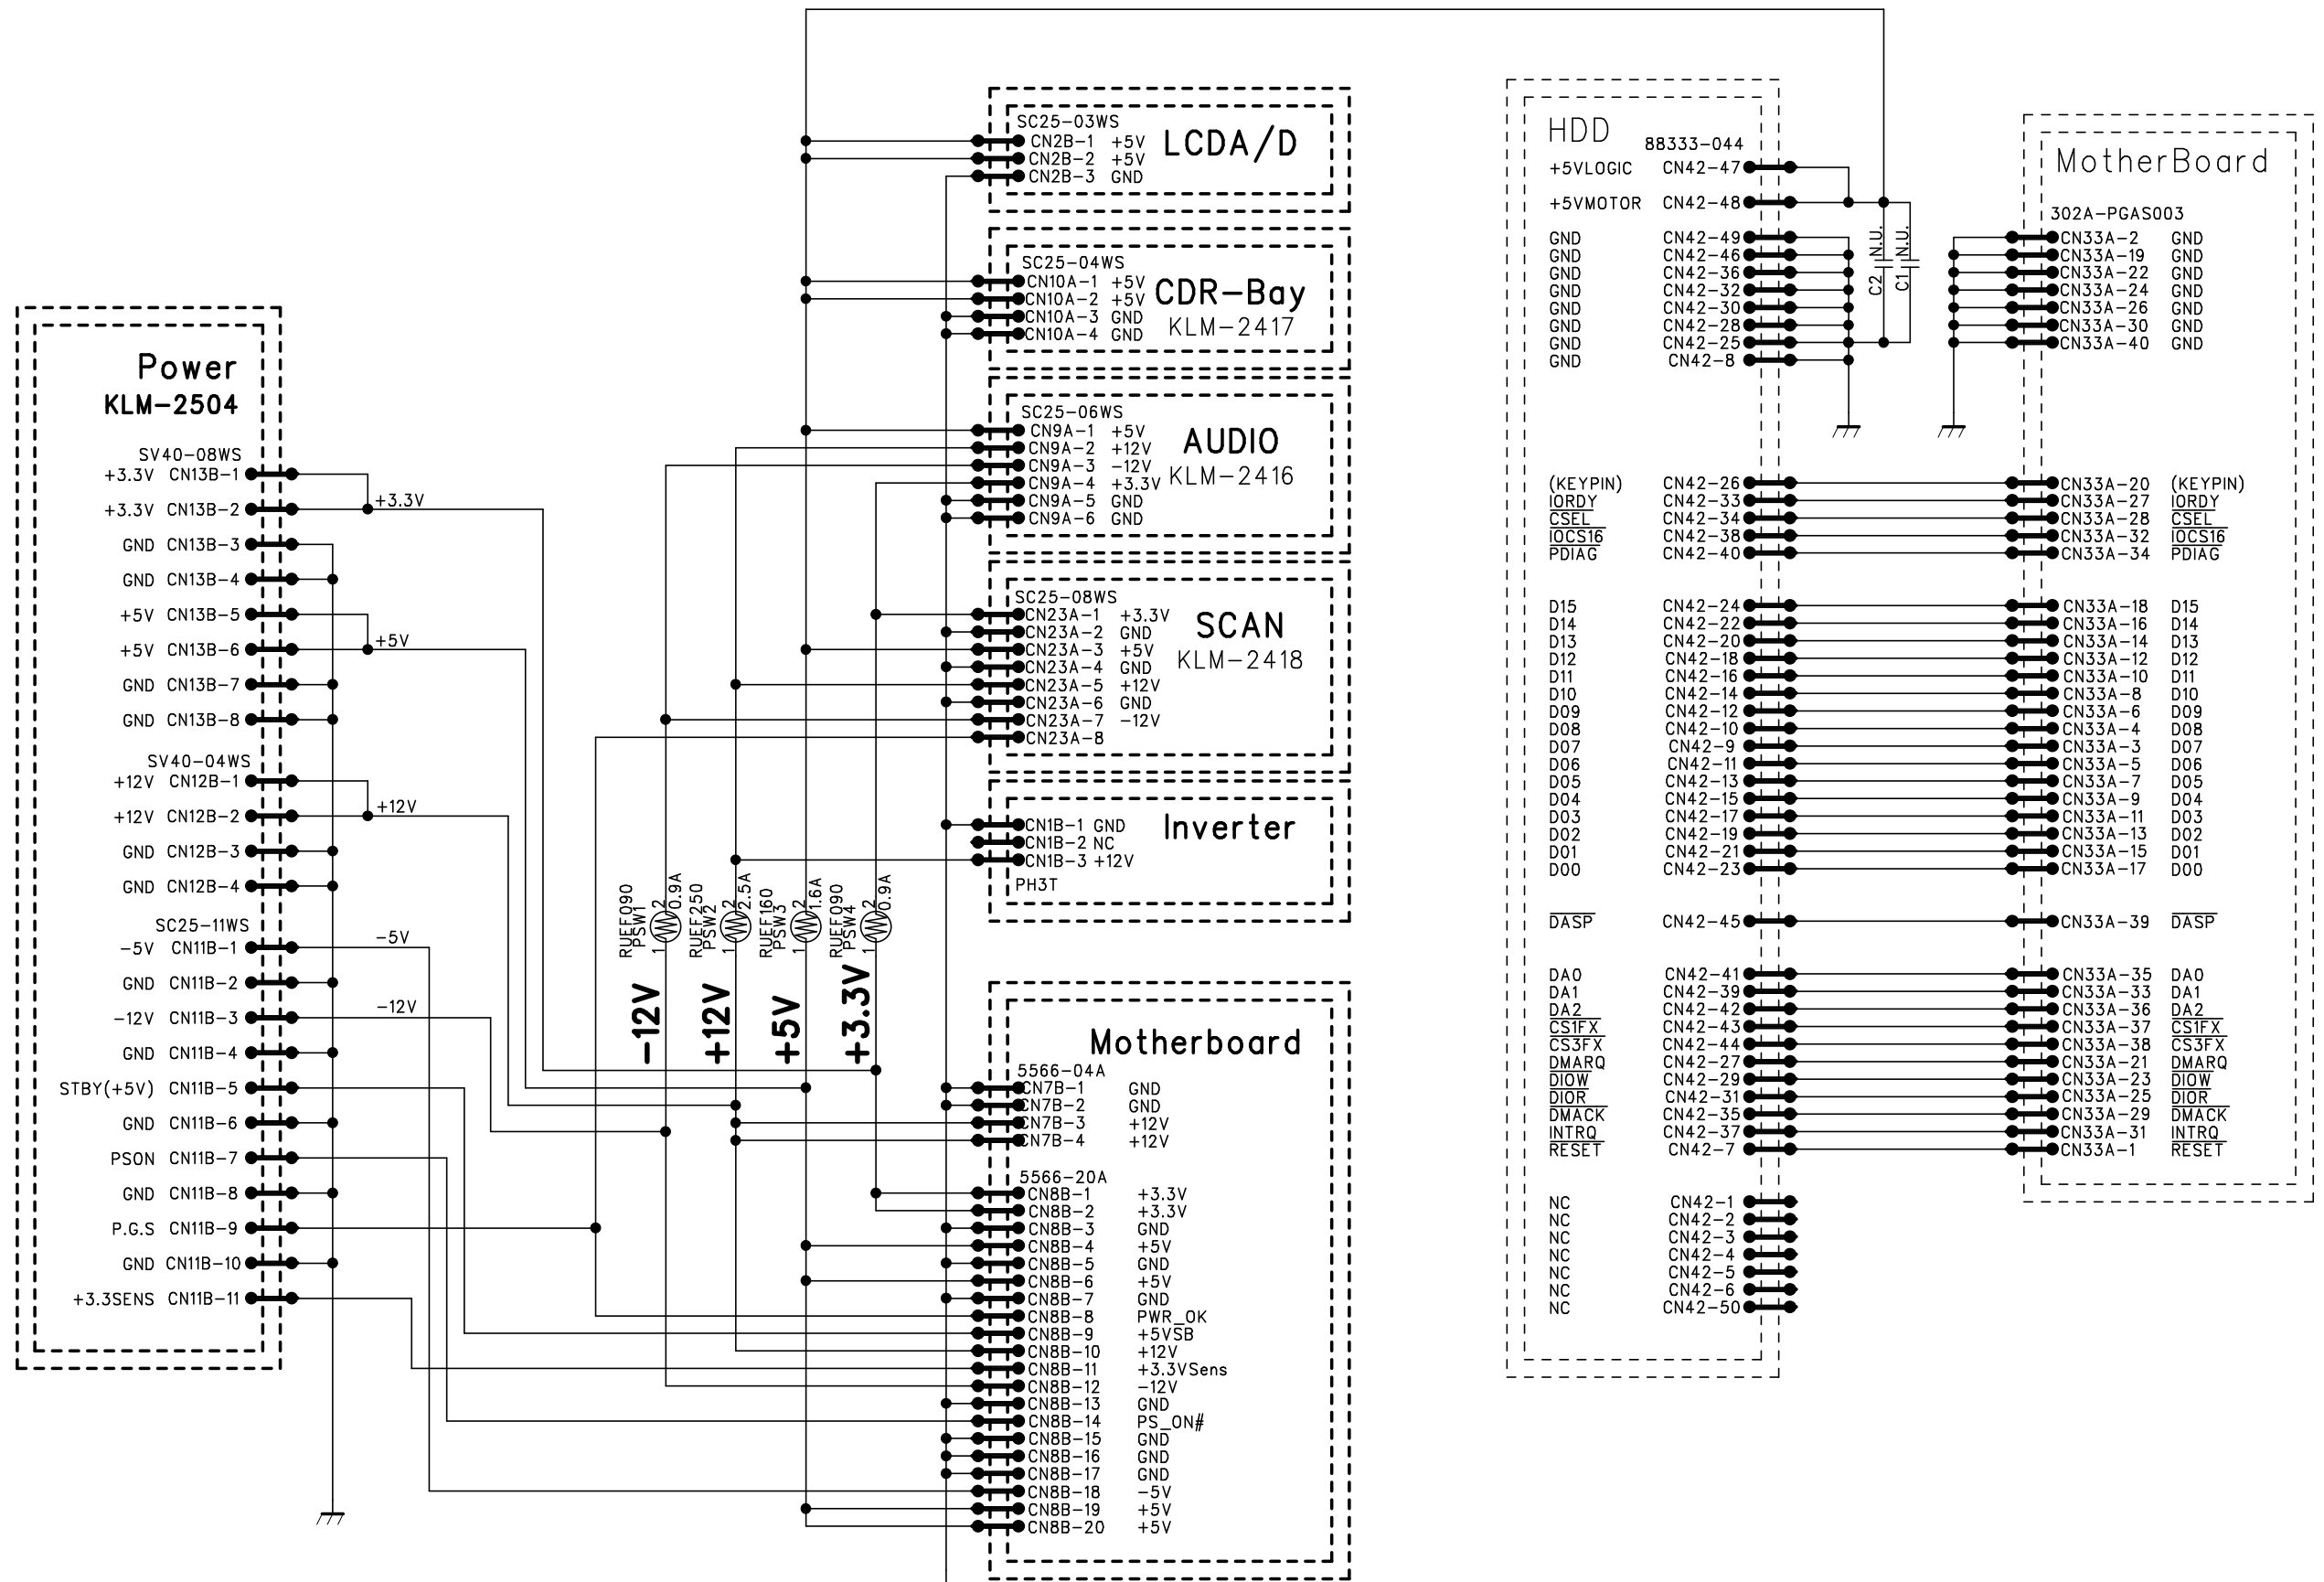 Power
KLM-2504
SV40-08WS
+3.3V CN13B-1
+3.3V CN13B-2
+3.3V
GND CN13B-3
GND CN13B-4
+5V CN13B-5
+5V CN13B-6
+5V
GND CN13B-7
GND CN13B-8
SV40-04WS
+12V CN12B-1
+12V CN12B-2
+12V
GND CN12B-3
GND CN12B-4
SC25-11WS
-5V CN11B-1
-5V
GND CN11B-2
-12V CN11B-3
-12V
GND CN11B-4
STBY(+5V) CN11B-5
GND CN11B-6
PSON CN11B-7
GND CN11B-8
P.G.S CN11B-9
GND CN11B-10
+3.3SENS CN11B-11
RUEF090
PSW1
1 2
0.9A
-12V
RUEF250
PSW2
1 2
2.5A
+12V
RUEF160
PSW3
1 2
1.6A
+5V
RUEF090
PSW4
1 2
0.9A
+3.3V
LCDA/D
SC25-03WS
CN2B-1 +5V
CN2B-2 +5V
CN2B-3 GND
CDR-Bay
KLM-2417
SC25-04WS
CN10A-1 +5V
CN10A-2 +5V
CN10A-3 GND
CN10A-4 GND
AUDIO
KLM-2416
SC25-06WS
CN9A-1 +5V
CN9A-2 +12V
CN9A-3 -12V
CN9A-4 +3.3V
CN9A-5 GND
CN9A-6 GND
SCAN
KLM-2418
SC25-08WS
CN23A-1 +3.3V
CN23A-2 GND
CN23A-3 +5V
CN23A-4 GND
CN23A-5 +12V
CN23A-6 GND
CN23A-7 -12V
CN23A-8
Inverter
CN1B-1 GND
CN1B-2 NC
CN1B-3 +12V
PH3T
Motherboard
5566-04A
CN7B-1 GND
CN7B-2 GND
CN7B-3 +12V
CN7B-4 +12V
5566-20A
CN8B-1 +3.3V
CN8B-2 +3.3V
CN8B-3 GND
CN8B-4 +5V
CN8B-5 GND
CN8B-6 +5V
CN8B-7 GND
CN8B-8 PWR_OK
CN8B-9 +5VSB
CN8B-10 +12V
CN8B-11 +3.3VSens
CN8B-12 -12V
CN8B-13 GND
CN8B-14 PS_ON#
CN8B-15 GND
CN8B-16 GND
CN8B-17 GND
CN8B-18 -5V
CN8B-19 +5V
CN8B-20 +5V
HDD
88333-044
+5VLOGIC CN42-47
+5VMOTOR CN42-48
GND CN42-49
GND CN42-46
GND CN42-36
GND CN42-32
GND CN42-30
GND CN42-28
GND CN42-25
GND CN42-8
C2 N.U.
C1 N.U.
(KEYPIN) CN42-26
IORDY CN42-33
CSEL CN42-34
IOCS16 CN42-38
PDIAG CN42-40
D15 CN42-24
D14 CN42-22
D13 CN42-20
D12 CN42-18
D11 CN42-16
D10 CN42-14
D09 CN42-12
D08 CN42-10
D07 CN42-9
D06 CN42-11
D05 CN42-13
D04 CN42-15
D03 CN42-17
D02 CN42-19
D01 CN42-21
D00 CN42-23
DASP CN42-45
DA0 CN42-41
DA1 CN42-39
DA2 CN42-42
CS1FX CN42-43
CS3FX CN42-44
DMARQ CN42-27
DIOW CN42-29
DIOR CN42-31
DMACK CN42-35
INTRQ CN42-37
RESET CN42-7
NC CN42-1
NC CN42-2
NC CN42-3
NC CN42-4
NC CN42-5
NC CN42-6
NC CN42-50
MotherBoard
302A-PGAS003
CN33A-2 GND
CN33A-19 GND
CN33A-22 GND
CN33A-24 GND
CN33A-26 GND
CN33A-30 GND
CN33A-40 GND
CN33A-20 (KEYPIN)
CN33A-27 IORDY
CN33A-28 CSEL
CN33A-32 IOCS16
CN33A-34 PDIAG
CN33A-18 D15
CN33A-16 D14
CN33A-14 D13
CN33A-12 D12
CN33A-10 D11
CN33A-8 D10
CN33A-6 D09
CN33A-4 D08
CN33A-3 D07
CN33A-5 D06
CN33A-7 D05
CN33A-9 D04
CN33A-11 D03
CN33A-13 D02
CN33A-15 D01
CN33A-17 D00
CN33A-39 DASP
CN33A-35 DA0
CN33A-33 DA1
CN33A-36 DA2
CN33A-37 CS1FX
CN33A-38 CS3FX
CN33A-21 DMARQ
CN33A-23 DIOW
CN33A-25 DIOR
CN33A-29 DMACK
CN33A-31 INTRQ
CN33A-1 RESET